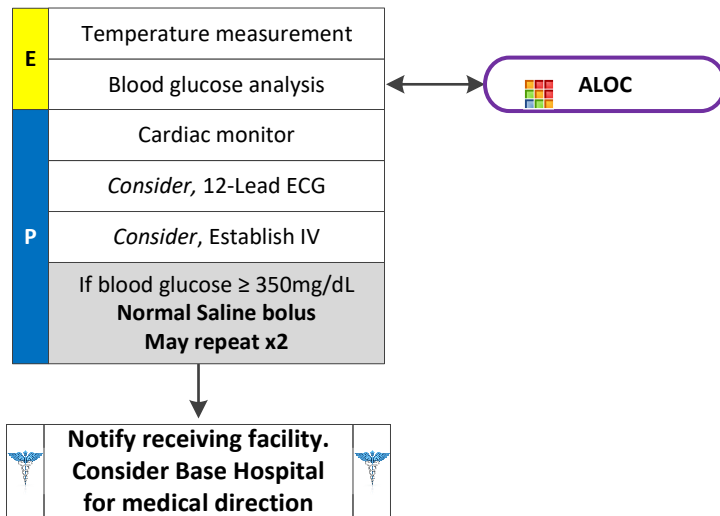 E
Temperature measurement
Blood glucose analysis
ALOC
P
Cardiac monitor
Consider, 12-Lead ECG
Consider, Establish IV
If blood glucose ≥ 350mg/dL
Normal Saline bolus
May repeat x2
Notify receiving facility.
Consider Base Hospital
for medical direction